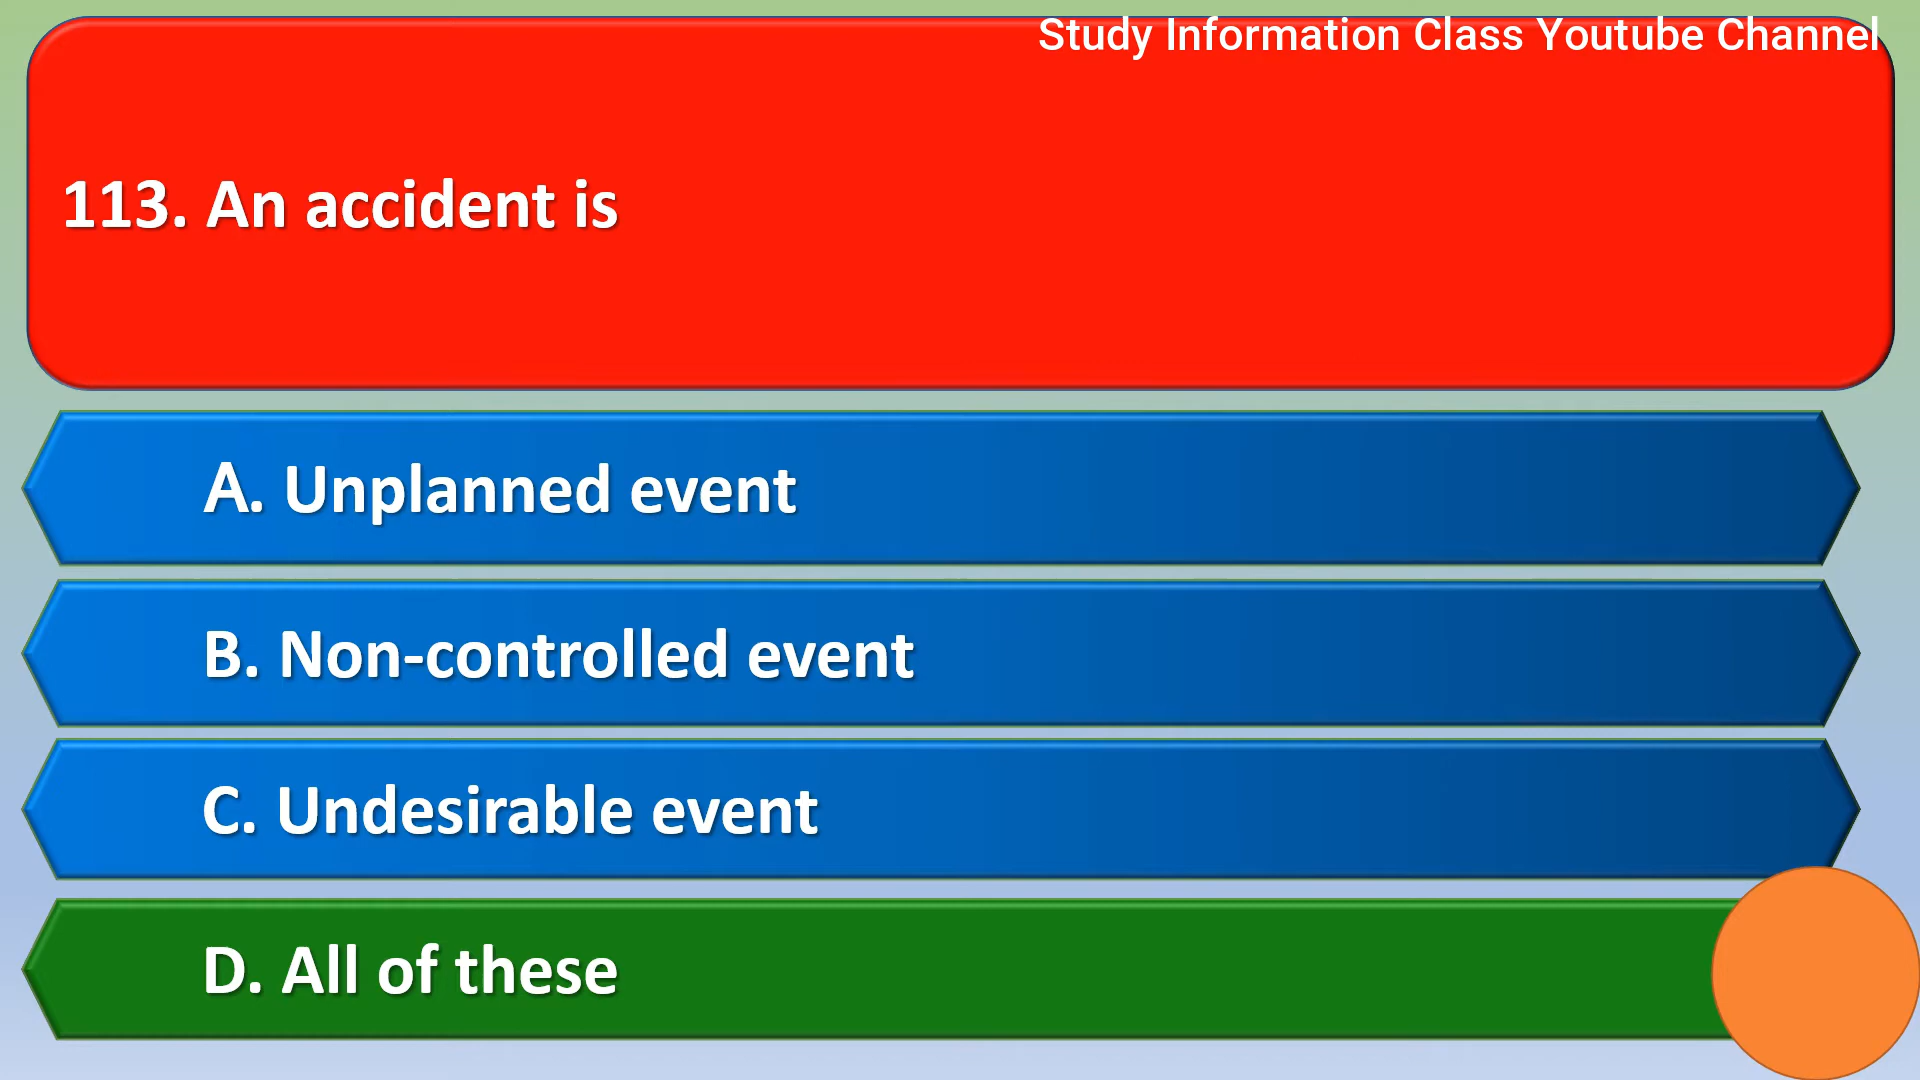 Study Information Class Youtube Channel
113. An accident is
A. Unplanned event
B. Non-controlled event
C. Undesirable event
D. All of these